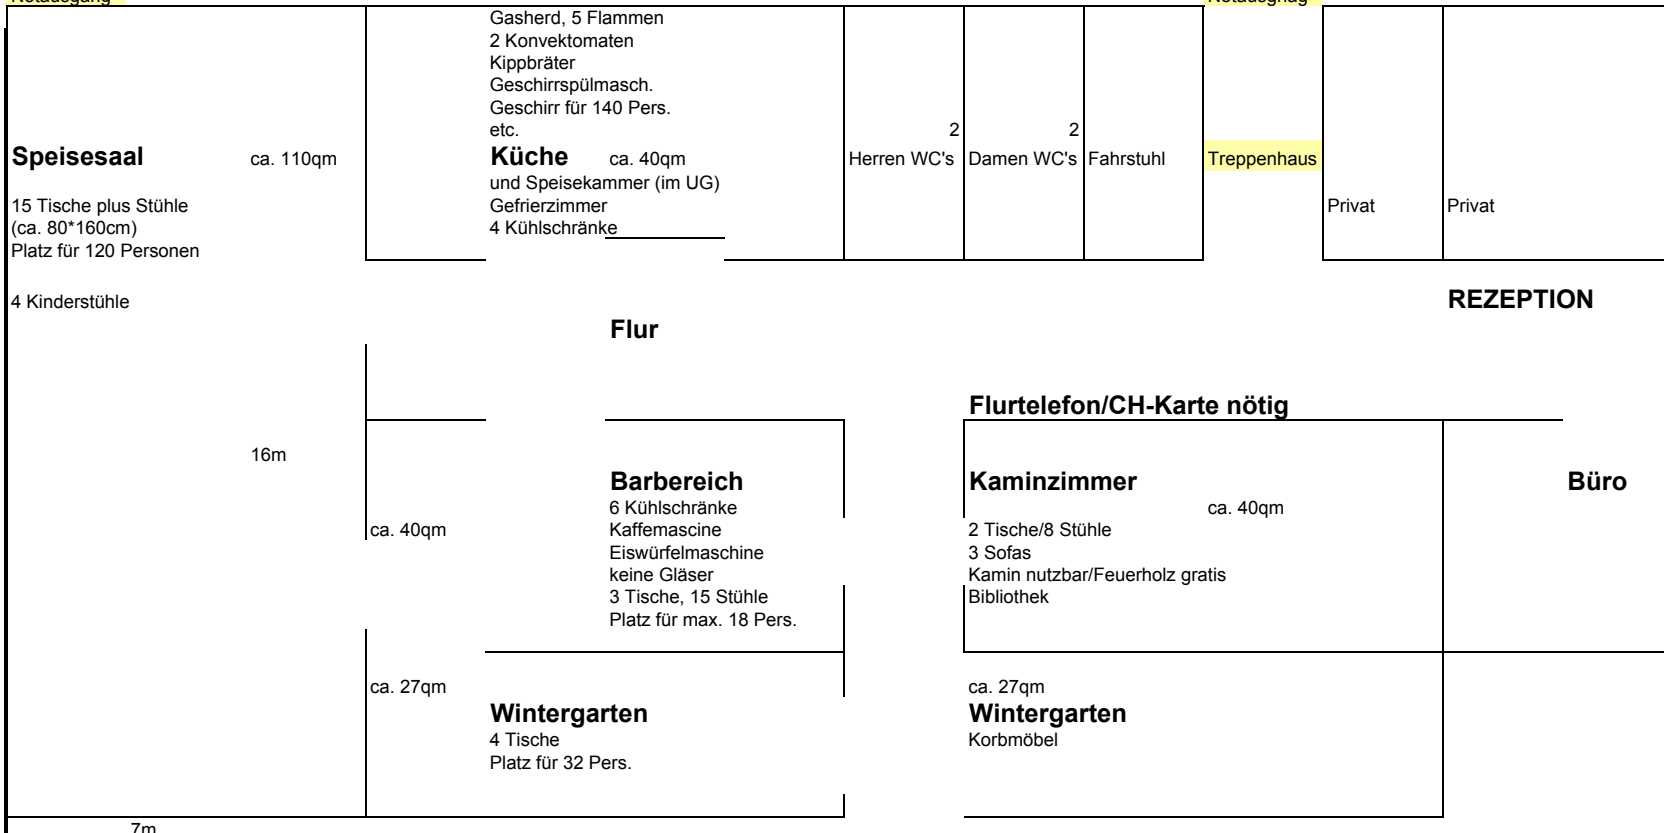 Notausgang
Notausgnag
Gasherd, 5 Flammen
2 Konvektomaten
Kippbräter
Geschirrspülmasch.
Geschirr für 140 Pers.
etc.
2
2
Speisesaal ca. 110qm
Küche ca. 40qm
Herren WC's
Damen WC's
Fahrstuhl
Treppenhaus
und Speisekammer (im UG)
15 Tische plus Stühle
Gefrierzimmer
Privat
Privat
(ca. 80*160cm)
4 Kühlschränke
Platz für 120 Personen
4 Kinderstühle
REZEPTION
Flur
Flurtelefon/CH-Karte nötig
16m
Barbereich
Kaminzimmer
Büro
6 Kühlschränke
ca. 40qm
ca. 40qm
Kaffemascine
2 Tische/8 Stühle
Eiswürfelmaschine
3 Sofas
keine Gläser
Kamin nutzbar/Feuerholz gratis
3 Tische, 15 Stühle
Bibliothek
Platz für max. 18 Pers.
ca. 27qm
ca. 27qm
Wintergarten
Wintergarten
4 Tische
Korbmöbel
Platz für 32 Pers.
7m